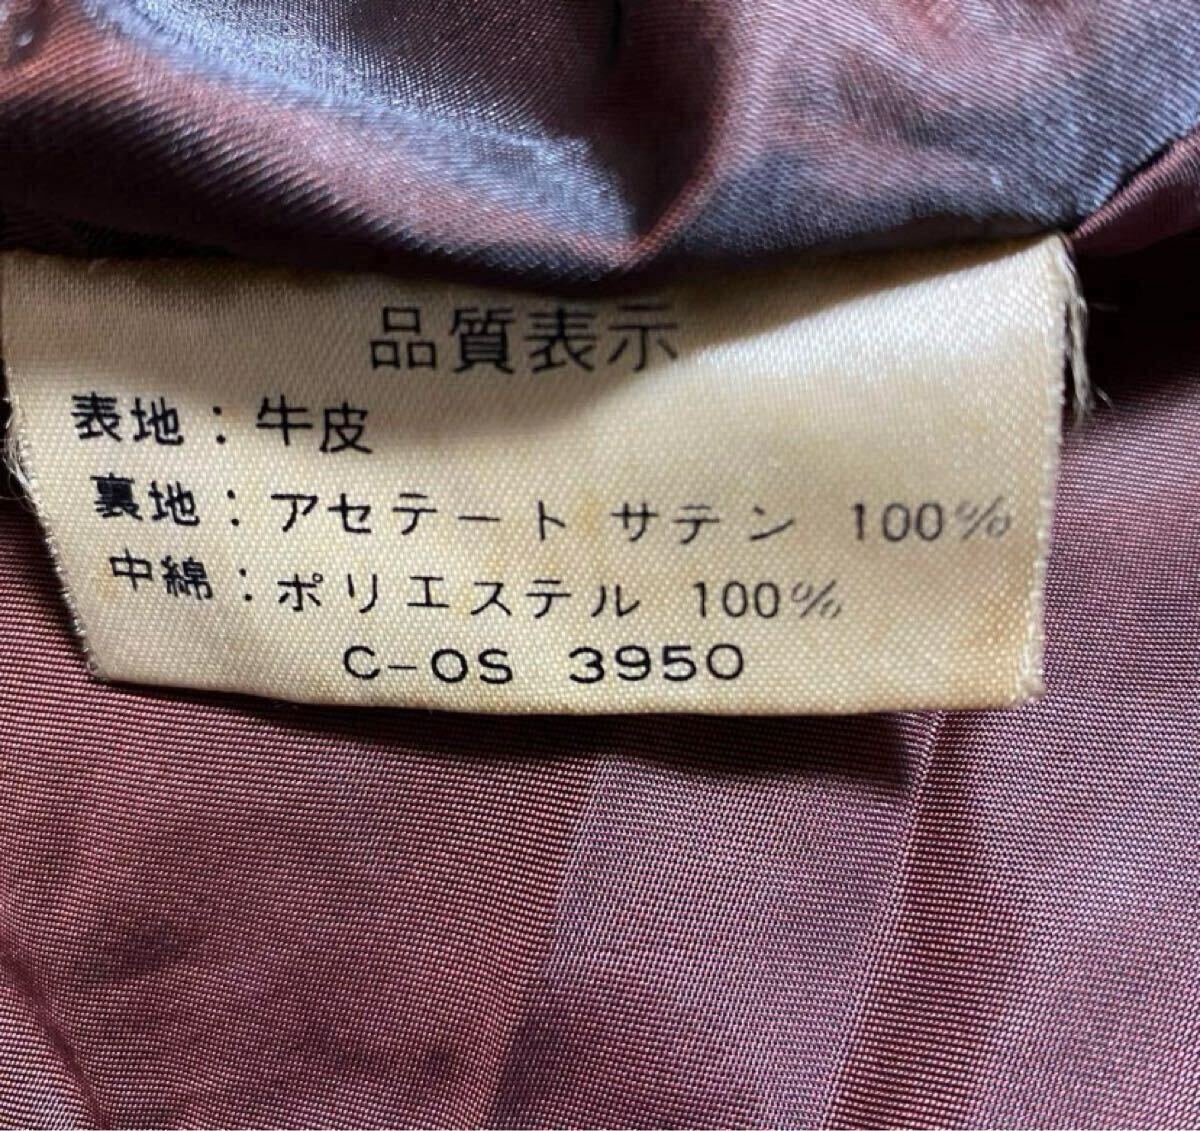 品質表示
表地：牛皮
裏地：アセテート サテン 100%
中綿：ポリエステル 100%
C-OS 3950